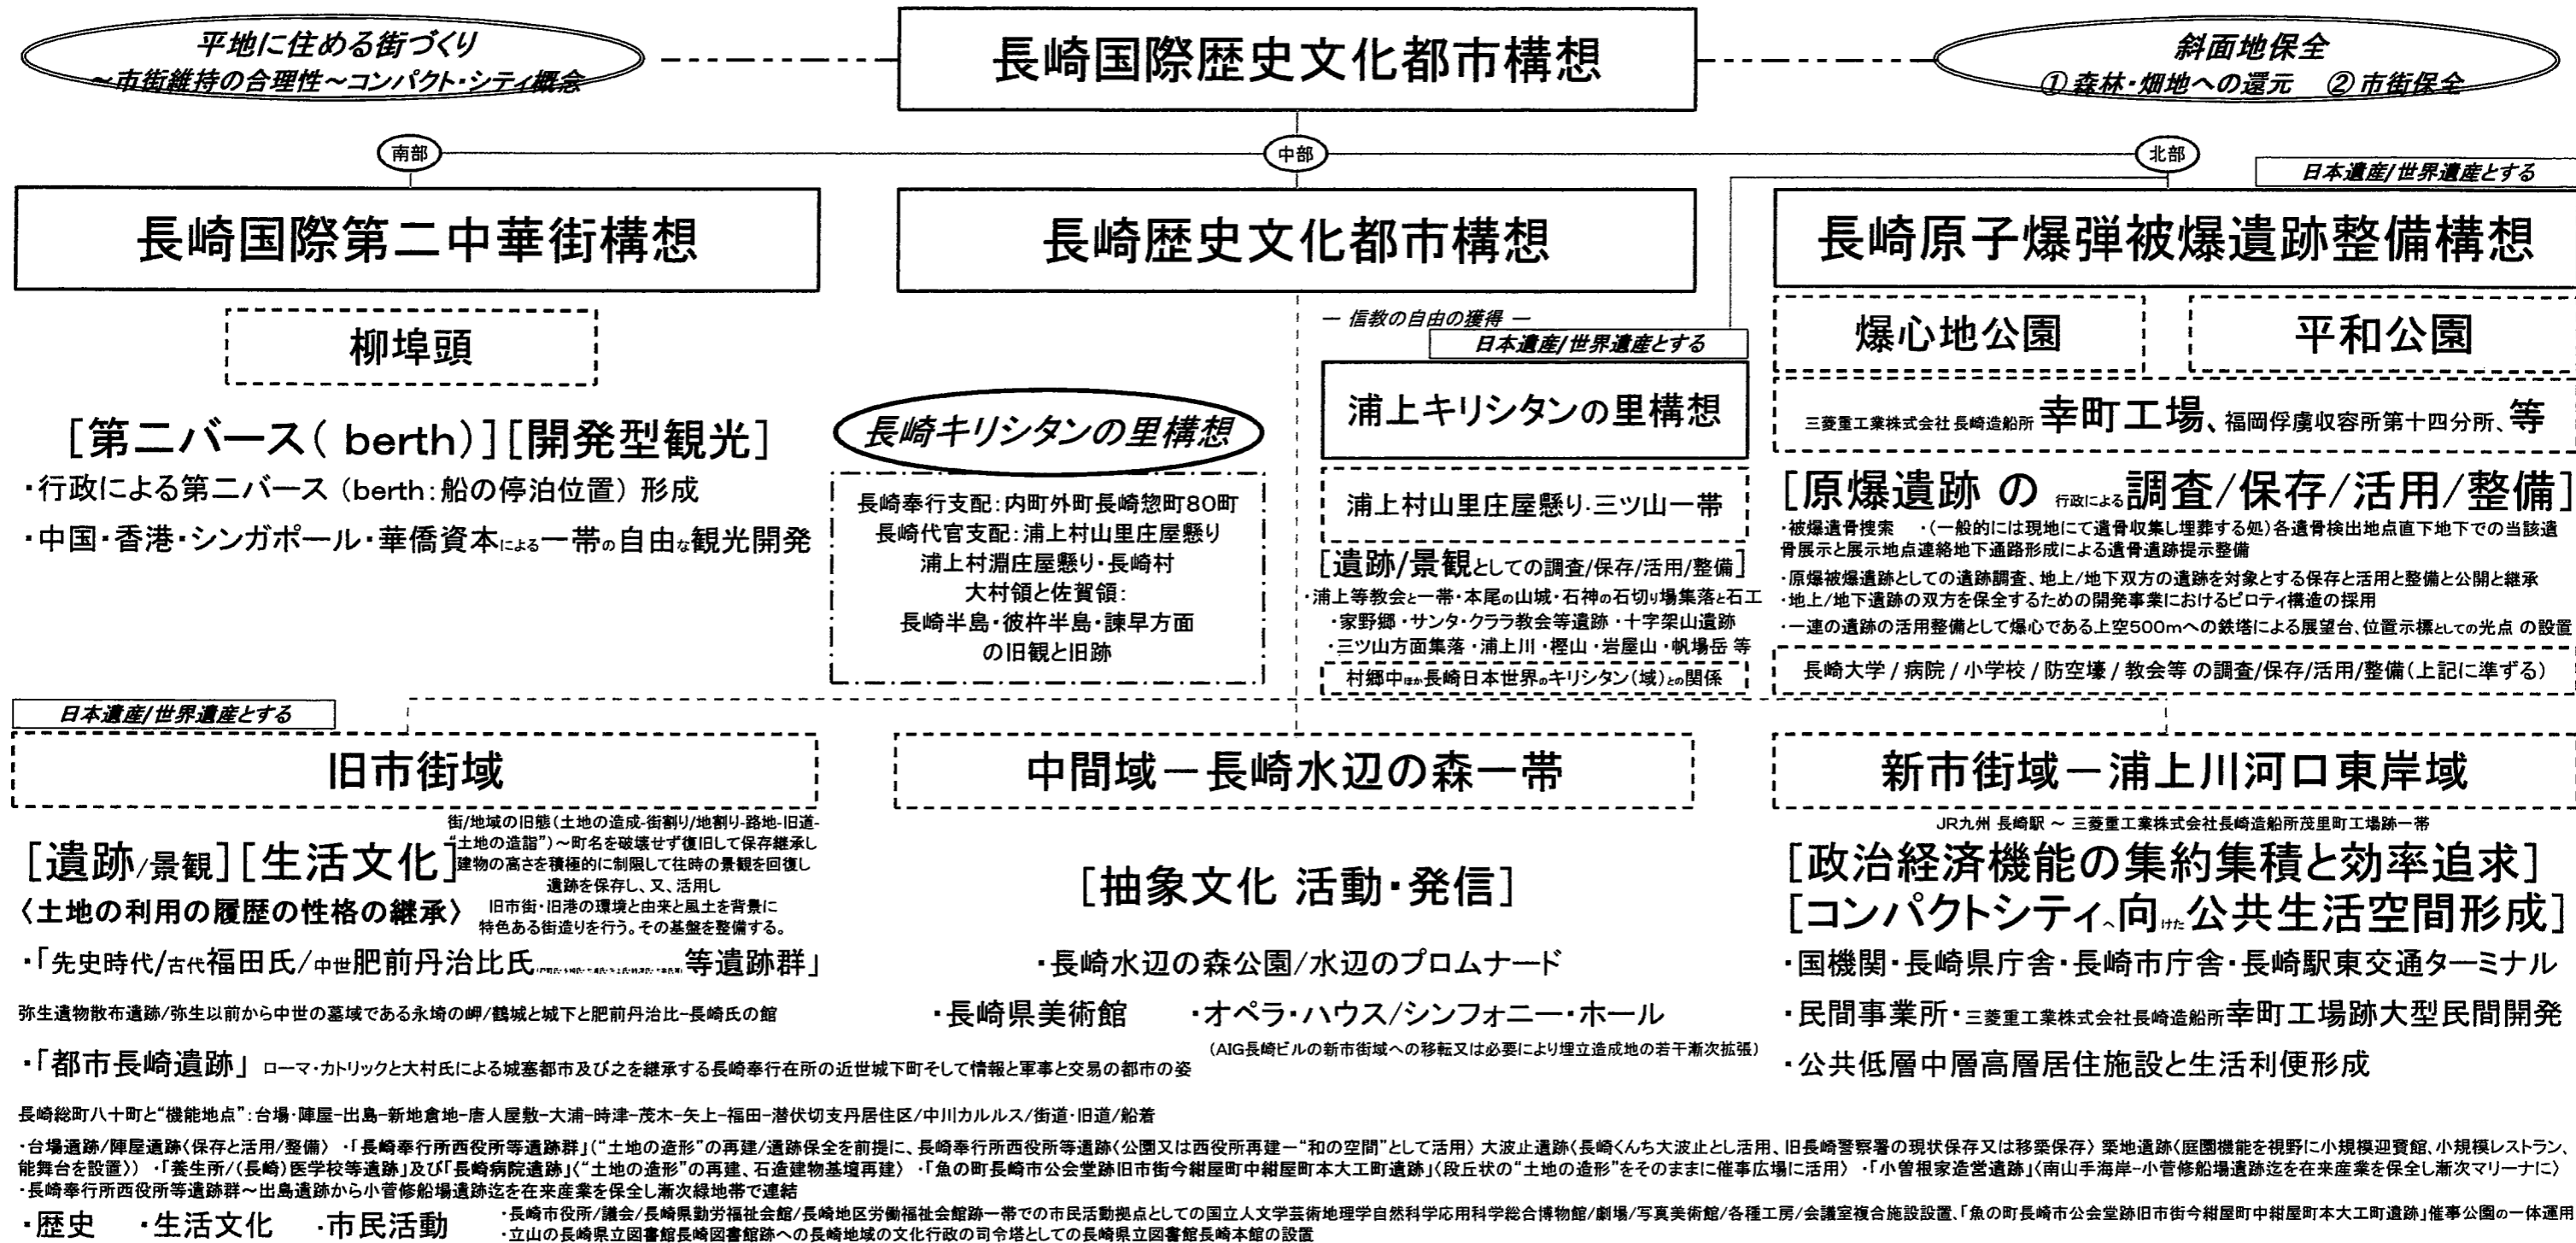 平地に住める街づくり
～市街維持の合理性～コンパクト・シティ概念
長崎国際歴史文化都市構想
斜面地保全
① 森林・畑地への還元　② 市街保全
南部
中部
北部
長崎国際第二中華街構想
柳埠頭
［第二バース（ berth）］［開発型観光］
・行政による第二バース（berth：船の停泊位置）形成
・中国・香港・シンガポール・華僑資本による一帯の自由な観光開発
長崎歴史文化都市構想
長崎キリシタンの里構想
長崎奉行支配：内町外町長崎惣町80町
長崎代官支配：浦上村山里庄屋懸り
浦上村淵庄屋懸り・長崎村
大村領と佐賀領：
長崎半島・彼杵半島・諫早方面
の旧観と旧跡
― 信教の自由の獲得 ―
日本遺産/世界遺産とする
浦上キリシタンの里構想
浦上村山里庄屋懸り・三ツ山一帯
［遺跡/景観としての調査/保存/活用/整備］
・浦上等教会と一帯・本尾の山城・石神の石切り場集落と石工
・家野郷・サンタ・クララ教会等遺跡・十字架山遺跡
・三ツ山方面集落・浦上川・樫山・岩屋山・帆場岳 等
村郷中ほか長崎日本世界のキリシタン（域）との関係
日本遺産/世界遺産とする
長崎原子爆弾被爆遺跡整備構想
爆心地公園
平和公園
三菱重工業株式会社 長崎造船所 幸町工場、福岡俘虜収容所第十四分所、等
［原爆遺跡 の 行政による 調査/保存/活用/整備］
・被爆遺骨捜索　・（一般的には現地にて遺骨収集し埋葬する処）各遺骨検出地点直下地下での当該遺
骨展示と展示地点連絡地下通路形成による遺骨遺跡提示整備
・原爆被爆遺跡としての遺跡調査、地上/地下双方の遺跡を対象とする保存と活用と整備と公開と継承
・地上/地下遺跡の双方を保全するための開発事業におけるピロティ構造の採用
・一連の遺跡の活用整備として爆心である上空500mへの鉄塔による展望台、位置示標としての光点 の設置
長崎大学 / 病院 / 小学校 / 防空壕 / 教会等 の調査/保存/活用/整備（上記に準ずる）
日本遺産/世界遺産とする
旧市街域
［遺跡/景観］［生活文化］
〈土地の利用の履歴の性格の継承〉
街/地域の旧態（土地の造成-街割り/地割り-路地-旧道-
“土地の造詣”）～町名を破壊せず復旧して保存継承し
建物の高さを積極的に制限して往時の景観を回復し
遺跡を保存し、又、活用し
旧市街・旧港の環境と由来と風土を背景に
特色ある街造りを行う。その基盤を整備する。
・「先史時代/古代福田氏/中世肥前丹治比氏 等遺跡群」
弥生遺物散布遺跡/弥生以前から中世の墓域である永埼の岬/鶴城と城下と肥前丹治比-長崎氏の館
・「都市長崎遺跡」 ローマ・カトリックと大村氏による城塞都市及び之を継承する長崎奉行在所の近世城下町そして情報と軍事と交易の都市の姿
長崎総町八十町と“機能地点”：台場・陣屋-出島-新地倉地-唐人屋敷-大浦-時津-茂木-矢上-福田-潜伏切支丹居住区/中川カルルス/街道・旧道/船着
中間域－長崎水辺の森一帯
［抽象文化 活動・発信］
・長崎水辺の森公園/水辺のプロムナード
・長崎県美術館　・オペラ・ハウス/シンフォニー・ホール
（AIG長崎ビルの新市街域への移転又は必要により埋立造成地の若干漸次拡張）
新市街域－浦上川河口東岸域
JR九州 長崎駅 ～ 三菱重工業株式会社長崎造船所茂里町工場跡一帯
［政治経済機能の集約集積と効率追求］
［コンパクトシティへ向けた公共生活空間形成］
・国機関・長崎県庁舎・長崎市庁舎・長崎駅東交通ターミナル
・民間事業所・三菱重工業株式会社長崎造船所幸町工場跡大型民間開発
・公共低層中層高層居住施設と生活利便形成
・台場遺跡/陣屋遺跡〈保存と活用/整備〉　・「長崎奉行所西役所等遺跡群」（“土地の造形”の再建/遺跡保全を前提に、長崎奉行所西役所等遺跡〈公園又は西役所再建－“和の空間”として活用〉 大波止遺跡〈長崎くんち大波止とし活用、旧長崎警察署の現状保存又は移築保存〉 築地遺跡〈庭園機能を視野に小規模迎賓館、小規模レストラン、
能舞台を設置〉）　・「養生所/（長崎）医学校等遺跡」及び「長崎病院遺跡」〈“土地の造形”の再建、石造建物基壇再建〉　・「魚の町長崎市公会堂跡旧市街今紺屋町中紺屋町本大工町遺跡」〈段丘状の“土地の造形”をそのままに催事広場に活用〉　・「小曽根家造営遺跡」〈南山手海岸-小菅修船場遺跡迄を在来産業を保全し漸次マリーナに〉
・長崎奉行所西役所等遺跡群～出島遺跡から小菅修船場遺跡迄を在来産業を保全し漸次緑地帯で連結
・歴史　・生活文化　・市民活動
・長崎市役所/議会/長崎県勤労福祉会館/長崎地区労働福祉会館跡一帯での市民活動拠点としての国立人文学芸術地理学自然科学応用科学総合博物館/劇場/写真美術館/各種工房/会議室複合施設設置、「魚の町長崎市公会堂跡旧市街今紺屋町中紺屋町本大工町遺跡」催事公園の一体運用
・立山の長崎県立図書館長崎図書館跡への長崎地域の文化行政の司令塔としての長崎県立図書館長崎本館の設置